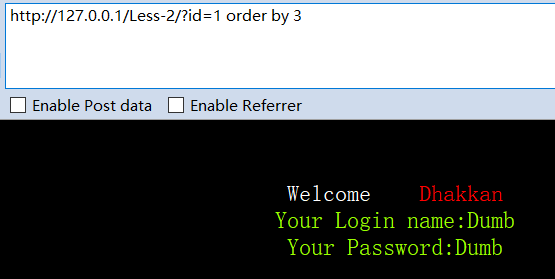 http://127.0.0.1/Less-2/?id=1 order by 3
Enable Post data Enable Referrer
Welcome Dhakkan
Your Login name:Dumb
Your Password:Dumb